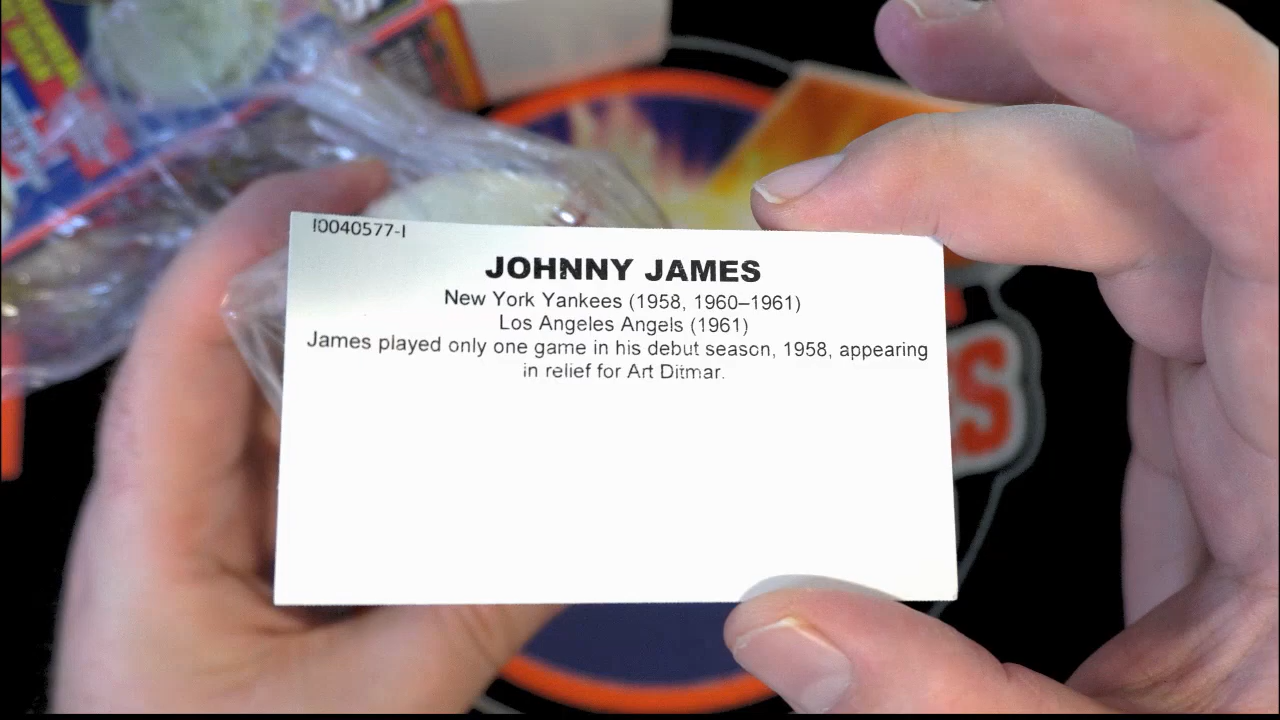 I0040577-I
JOHNNY JAMES
New York Yankees (1958, 1960–1961)
Los Angeles Angels (1961)
James played only one game in his debut season, 1958, appearing
in relief for Art Ditmar.